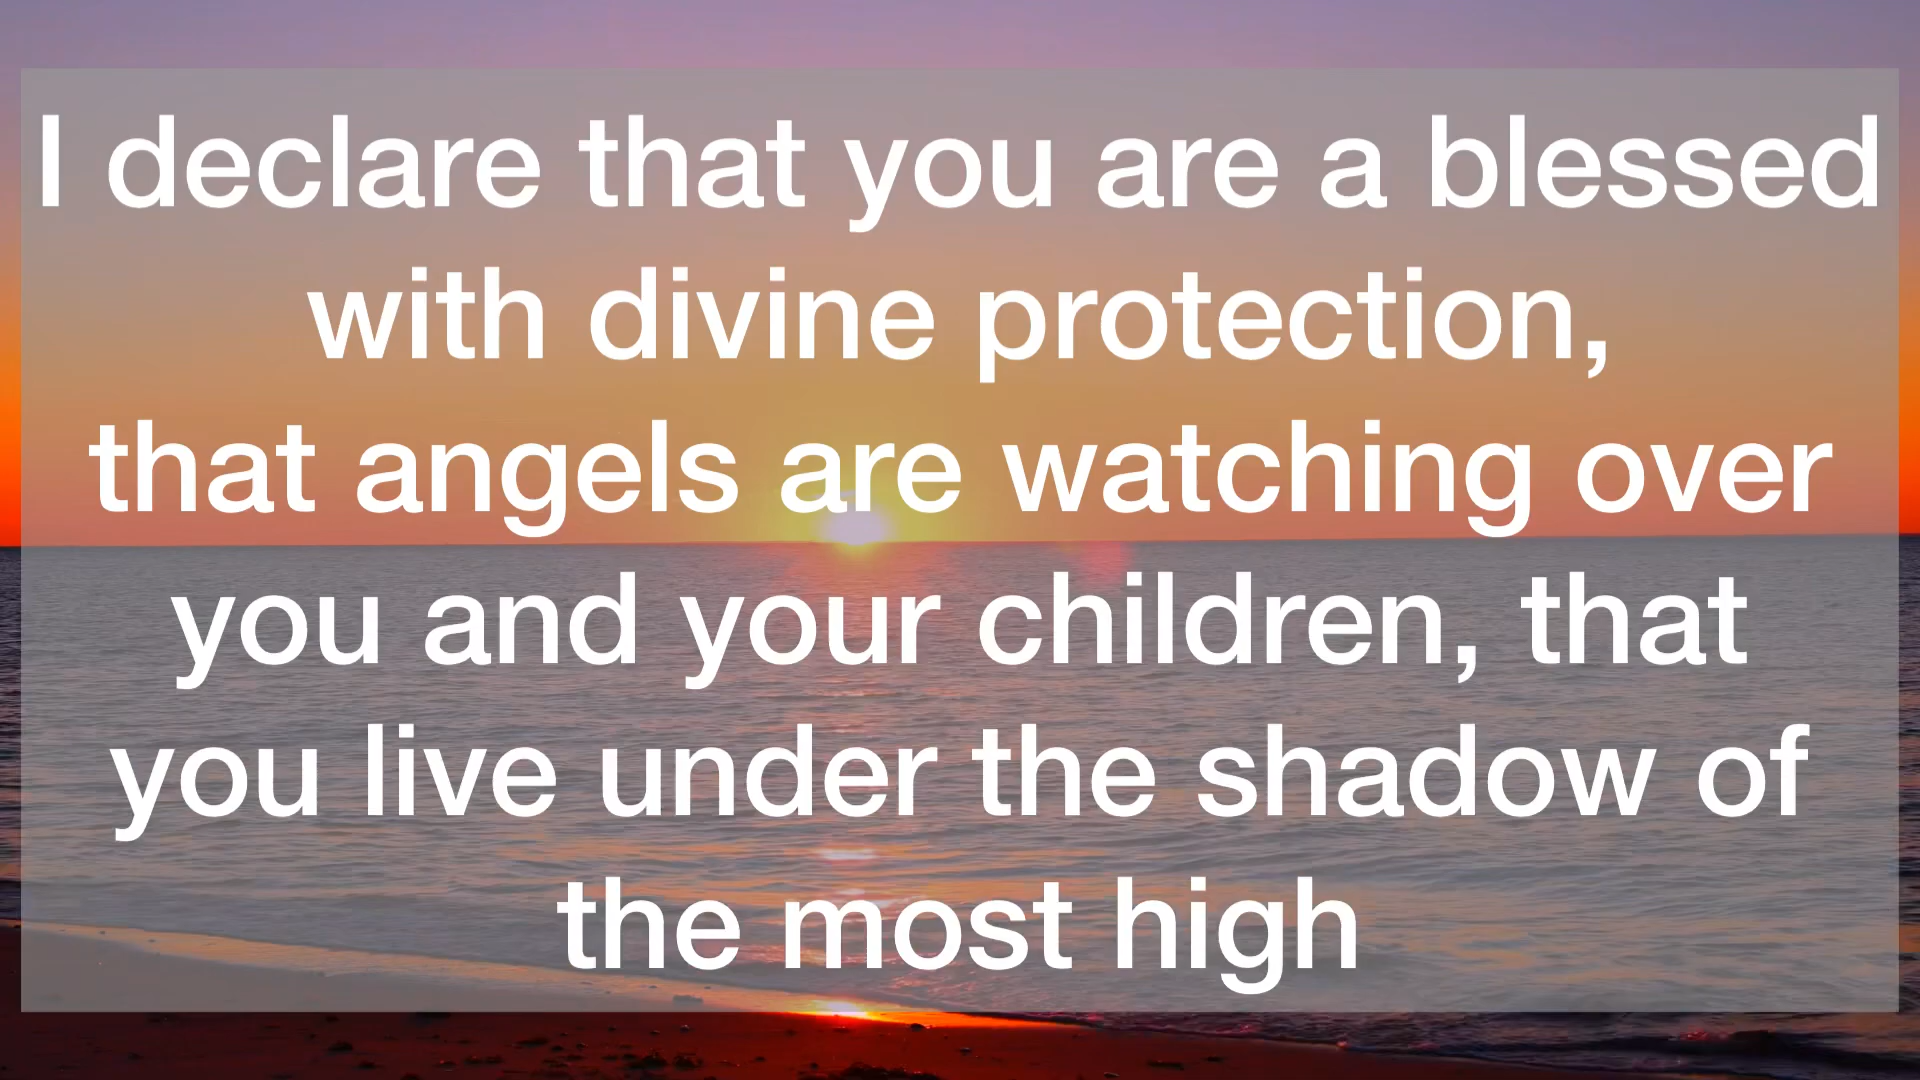 I declare that you are a blessed
with divine protection,
that angels are watching over
you and your children, that
you live under the shadow of
the most high